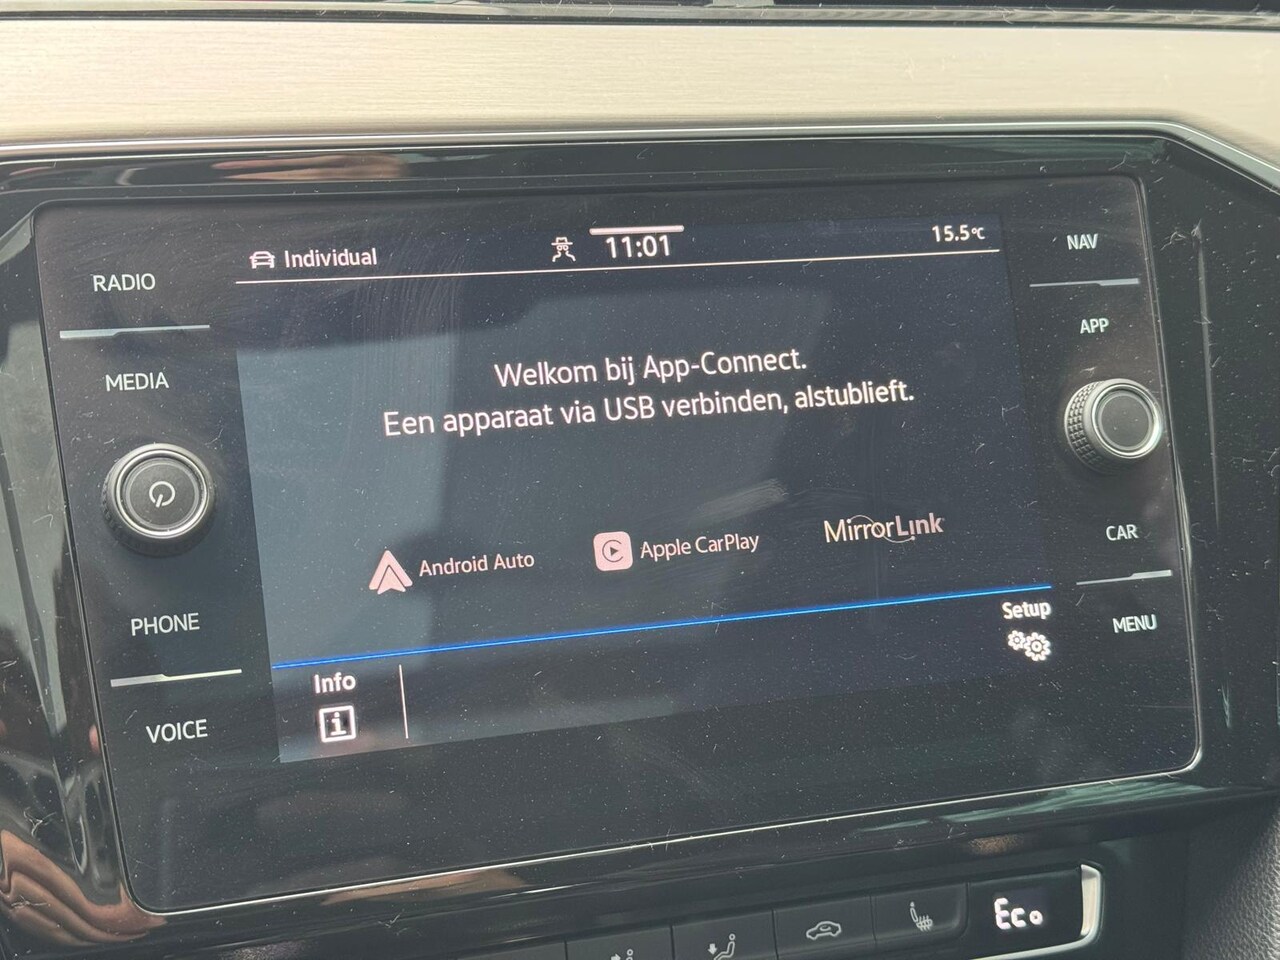 Individual
11:01
15.5°C
NAV
RADIO
APP
MEDIA
Welkom bij App-Connect.
Een apparaat via USB verbinden, alstublieft.
Android Auto
Apple CarPlay
MirrorLink
CAR
PHONE
Setup
MENU
Info
VOICE
Eco